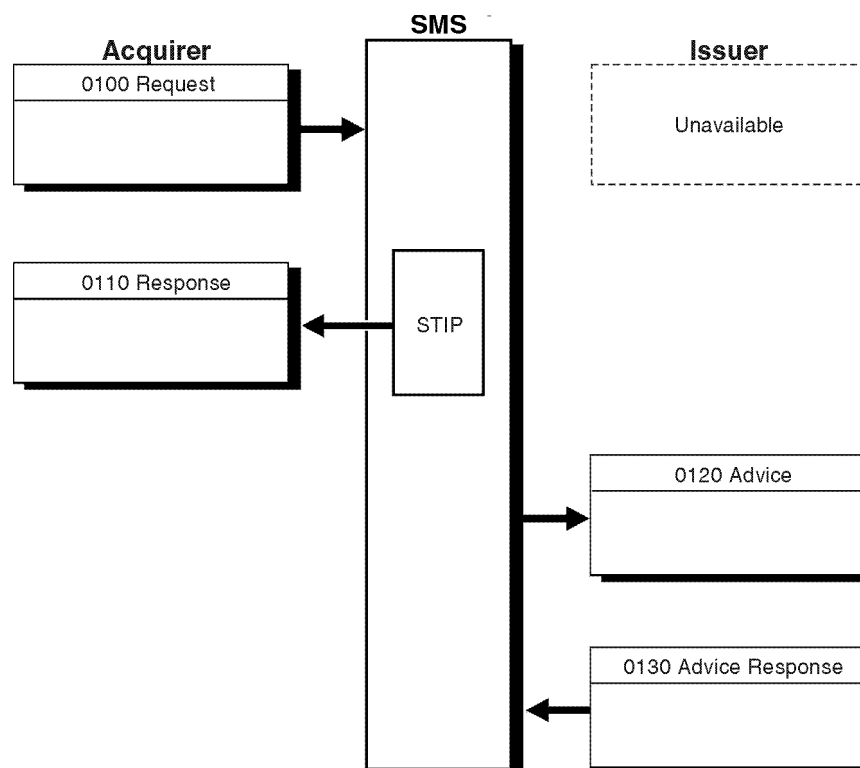 SMS
Acquirer
Issuer
0100 Request
Unavailable
0110 Response
STIP
0120 Advice
0130 Advice Response